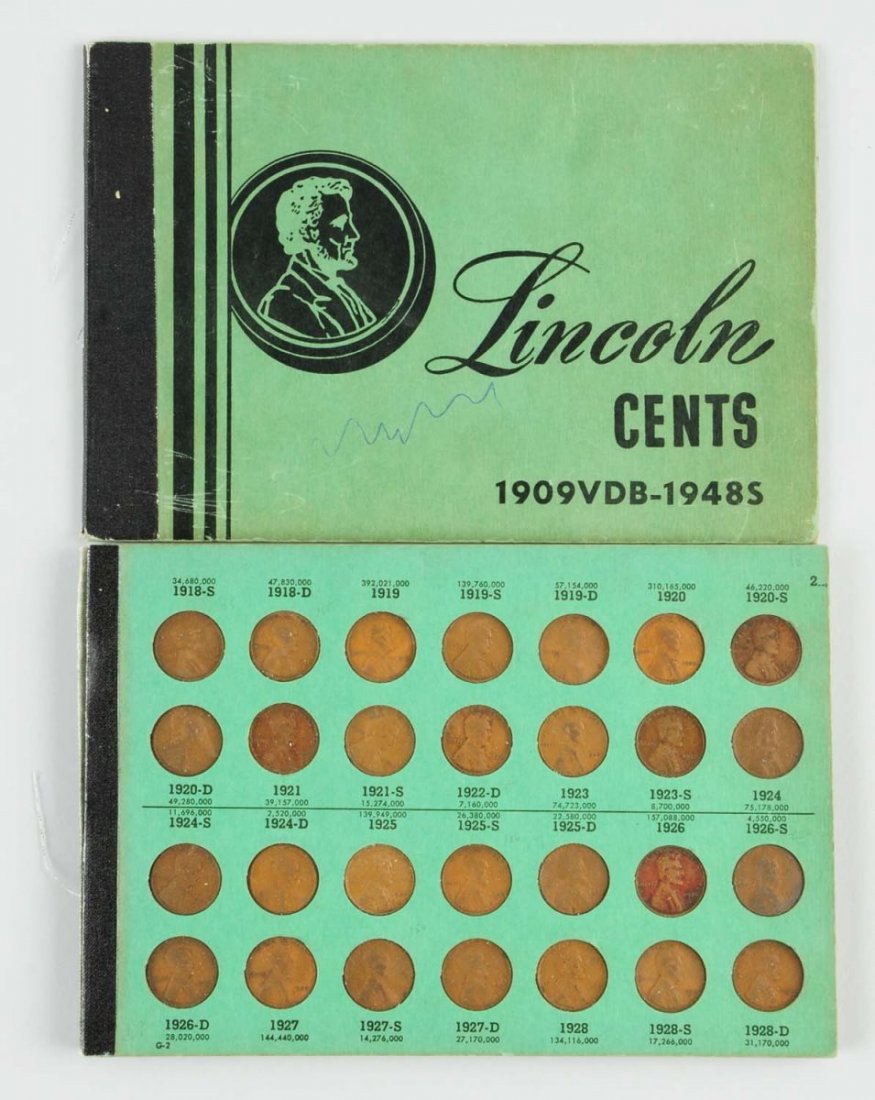 Lincoln
CENTS
1909VDB-1948S
2
34,680,000 47,830,000 392,021,000 139,760,000 57,154,000 310,165,000 46,220,000
1918-S 1918-D 1919 1919-S 1919-D 1920 1920-S
1920-D 1921 1921-S 1922-D 1923 1923-S 1924
49,280,000 39,157,000 15,274,000 7,160,000 74,723,000 8,700,000 75,178,000
11,696,000 2,520,000 139,949,000 26,380,000 22,580,000 157,088,000 4,550,000
1924-S 1924-D 1925 1925-S 1925-D 1926 1926-S
1926-D 1927 1927-S 1927-D 1928 1928-S 1928-D
28,020,000 144,440,000 14,276,000 27,170,000 134,116,000 17,266,000 31,170,000
G-2